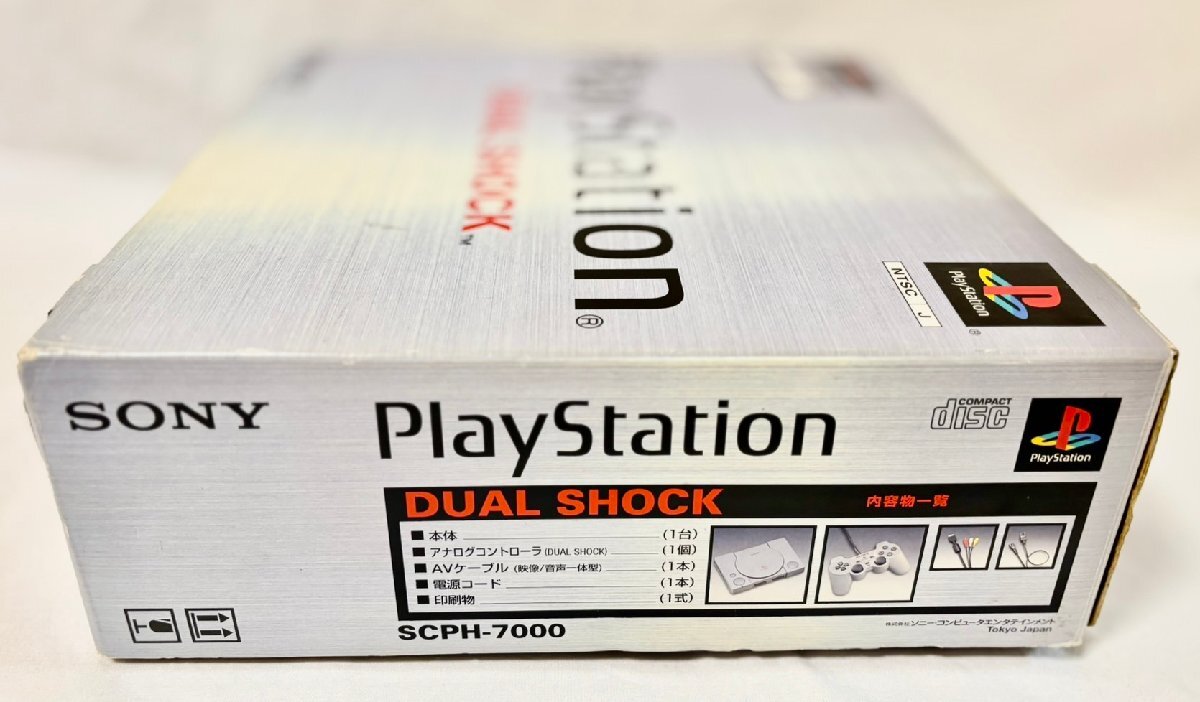 Station®
SHOCK™
NTSC J
PlayStation®
SONY
PlayStation
COMPACT
disc
PlayStation
DUAL SHOCK
内容物一覧
■本体 (1台)
■アナログコントローラ(DUAL SHOCK) (1個)
■AVケーブル(映像/音声一体型) (1本)
■電源コード (1本)
■印刷物 (1式)
SCPH-7000
株式会社ソニー・コンピュータエンタテインメント
Tokyo Japan